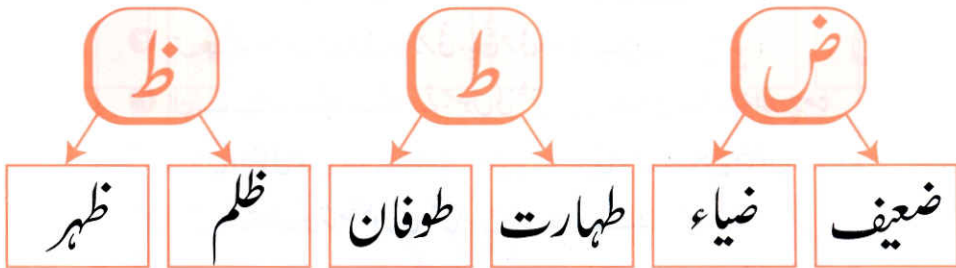 ض ط ظ
ضعیف ضیاء طہارت طوفان ظلم ظہر